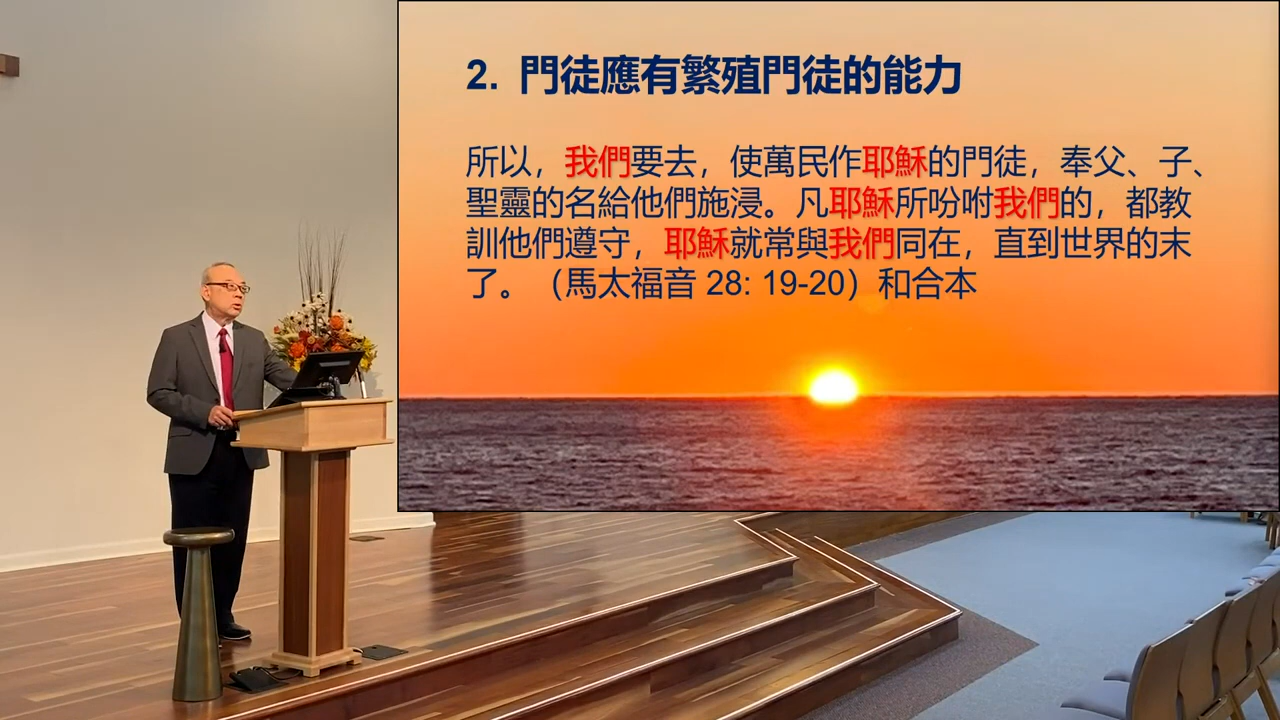 2. 門徒應有繁殖門徒的能力
所以，我們要去，使萬民作耶穌的門徒，奉父、子、
聖靈的名給他們施浸。凡耶穌所吩咐我們的，都教
訓他們遵守，耶穌就常與我們同在，直到世界的末
了。（馬太福音 28: 19-20）和合本